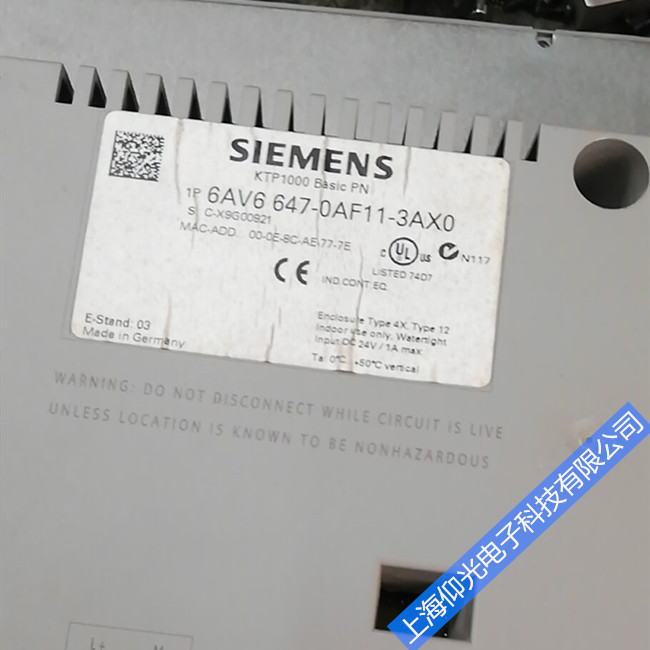 SIEMENS
KTP1000 Basic PN
1P 6AV6 647-0AF11-3AX0
S C-X9G00921
MAC-ADD. 00-0E-8C-AE-77-7E
C UL US
N117
LISTED 74D7
CE
IND.CONT.EQ.
Enclosure Type 4X, Type 12
Indoor use only, Watertight
Input DC 24V / 1A max
Ta: 0°C...+50°C vertical
E-Stand: 03
Made in Germany
WARNING: DO NOT DISCONNECT WHILE CIRCUIT IS LIVE
UNLESS LOCATION IS KNOWN TO BE NONHAZARDOUS
L+ M
上海仰光电子科技有限公司